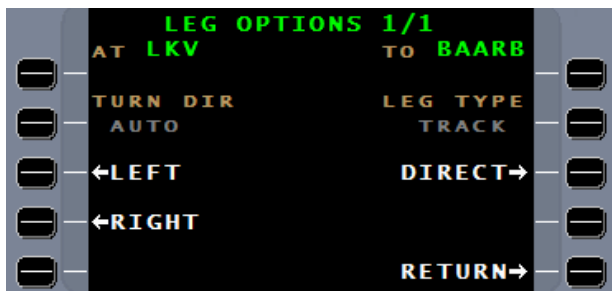 LEG OPTIONS 1/1
AT LKV TO BAARB
TURN DIR LEG TYPE
AUTO TRACK
←LEFT DIRECT→
←RIGHT
RETURN→